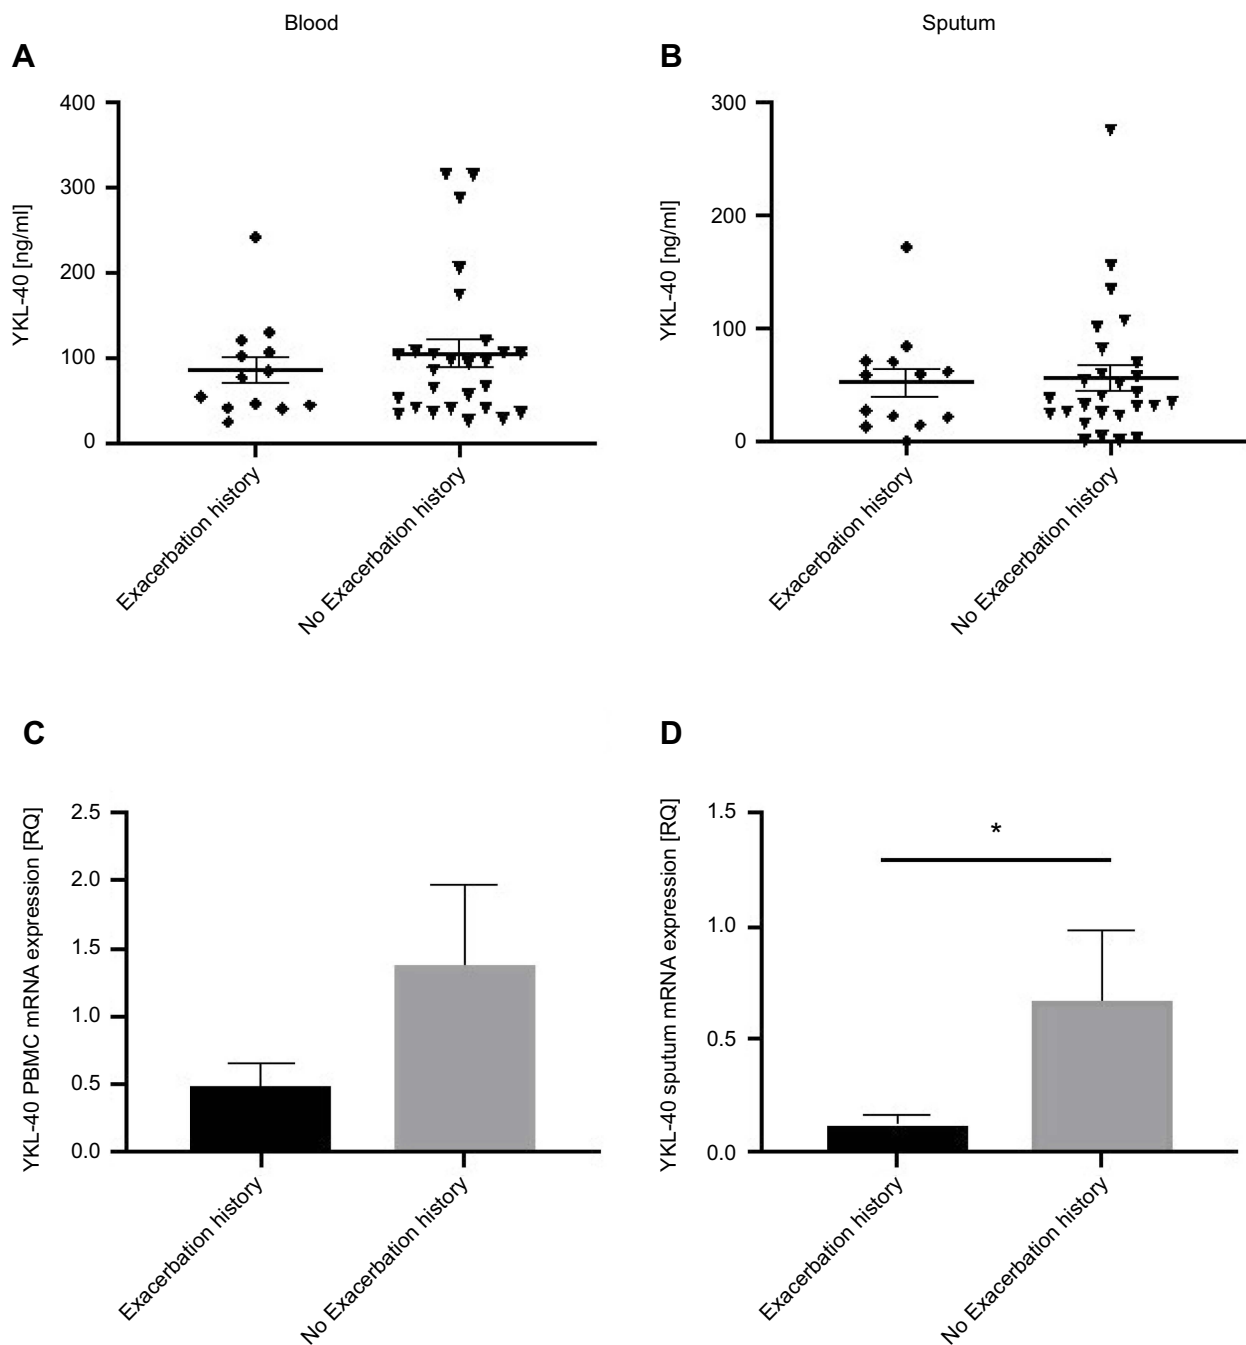 Blood
Sputum
A
B
400
300
200
100
0
YKL-40 [ng/ml]
Exacerbation history
No Exacerbation history
300
200
100
0
YKL-40 [ng/ml]
Exacerbation history
No Exacerbation history
C
D
2.5
2.0
1.5
1.0
0.5
0.0
YKL-40 PBMC mRNA expression [RQ]
Exacerbation history
No Exacerbation history
1.5
1.0
0.5
0.0
YKL-40 sputum mRNA expression [RQ]
*
Exacerbation history
No Exacerbation history